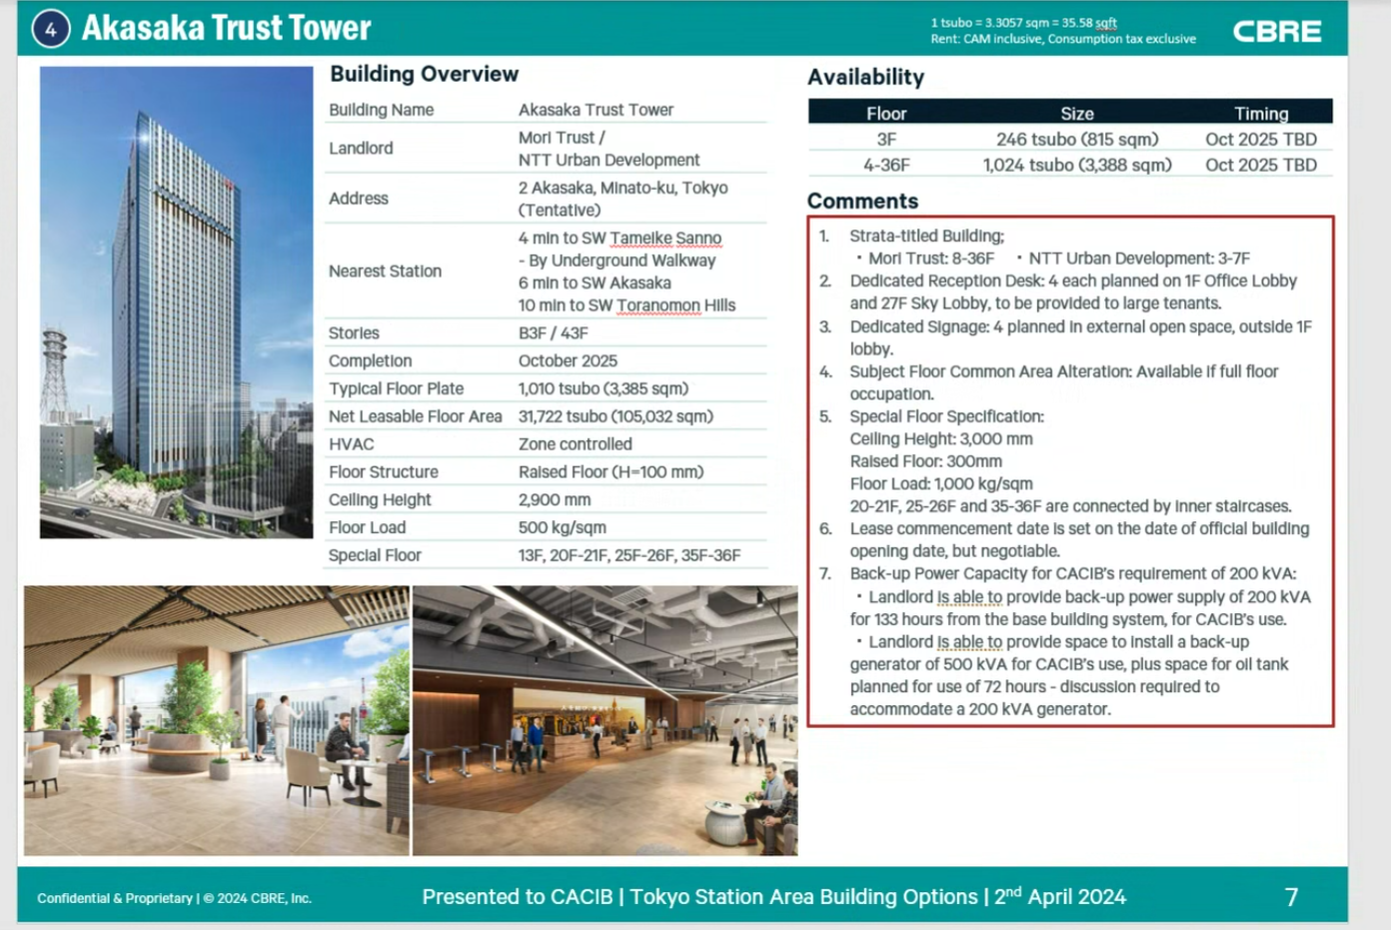 4 Akasaka Trust Tower
1 tsubo = 3.3057 sqm = 35.58 sqft
Rent: CAM inclusive, Consumption tax exclusive
CBRE
Building Overview
Building Name Akasaka Trust Tower
Landlord Mori Trust /
NTT Urban Development
Address 2 Akasaka, Minato-ku, Tokyo
(Tentative)
Nearest Station 4 min to SW Tameike Sanno
- By Underground Walkway
6 min to SW Akasaka
10 min to SW Toranomon Hills
Stories B3F / 43F
Completion October 2025
Typical Floor Plate 1,010 tsubo (3,385 sqm)
Net Leasable Floor Area 31,722 tsubo (105,032 sqm)
HVAC Zone controlled
Floor Structure Raised Floor (H=100 mm)
Ceiling Height 2,900 mm
Floor Load 500 kg/sqm
Special Floor 13F, 20F-21F, 25F-26F, 35F-36F
Availability
Floor Size Timing
3F 246 tsubo (815 sqm) Oct 2025 TBD
4-36F 1,024 tsubo (3,388 sqm) Oct 2025 TBD
Comments
1. Strata-titled Building;
・Mori Trust: 8-36F ・NTT Urban Development: 3-7F
2. Dedicated Reception Desk: 4 each planned on 1F Office Lobby
and 27F Sky Lobby, to be provided to large tenants.
3. Dedicated Signage: 4 planned in external open space, outside 1F
lobby.
4. Subject Floor Common Area Alteration: Available if full floor
occupation.
5. Special Floor Specification:
Ceiling Height: 3,000 mm
Raised Floor: 300mm
Floor Load: 1,000 kg/sqm
20-21F, 25-26F and 35-36F are connected by inner staircases.
6. Lease commencement date is set on the date of official building
opening date, but negotiable.
7. Back-up Power Capacity for CACIB's requirement of 200 kVA:
・Landlord is able to provide back-up power supply of 200 kVA
for 133 hours from the base building system, for CACIB's use.
・Landlord is able to provide space to install a back-up
generator of 500 kVA for CACIB's use, plus space for oil tank
planned for use of 72 hours - discussion required to
accommodate a 200 kVA generator.
Confidential & Proprietary | © 2024 CBRE, Inc.
Presented to CACIB | Tokyo Station Area Building Options | 2nd April 2024
7